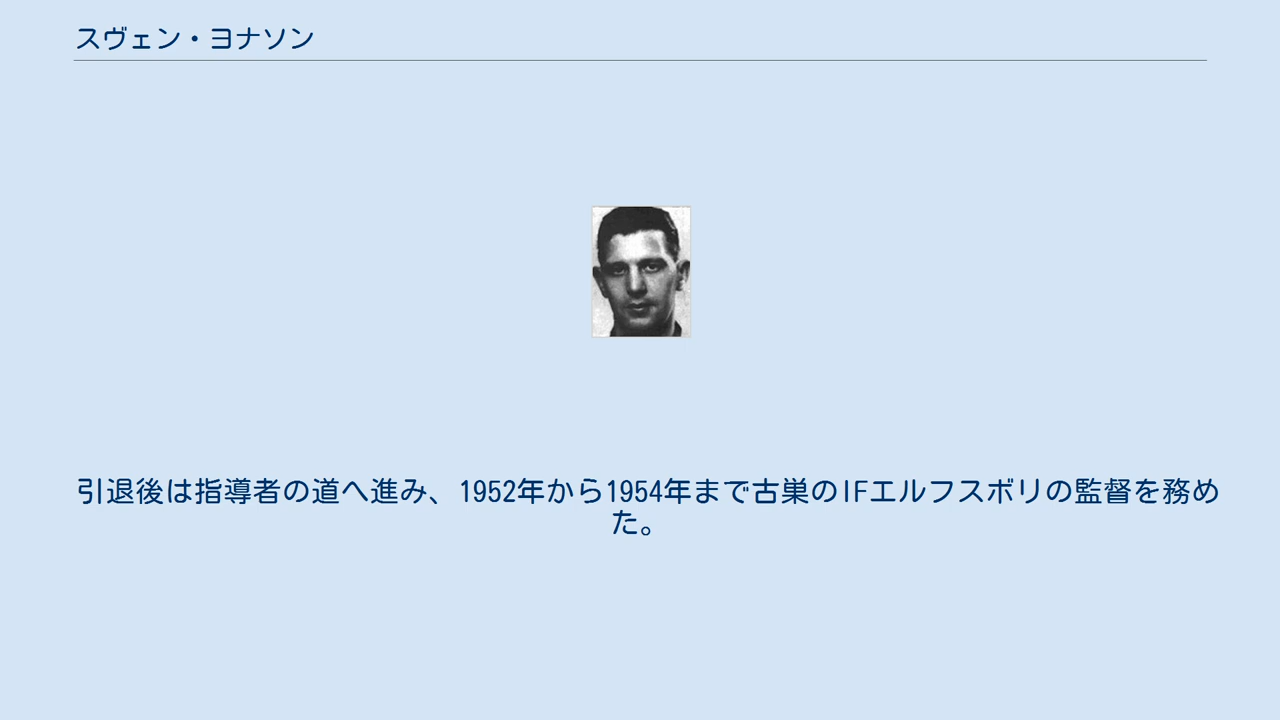 スヴェン・ヨナソン
引退後は指導者の道へ進み、1952年から1954年まで古巣のIFエルフスボリの監督を務め
た。